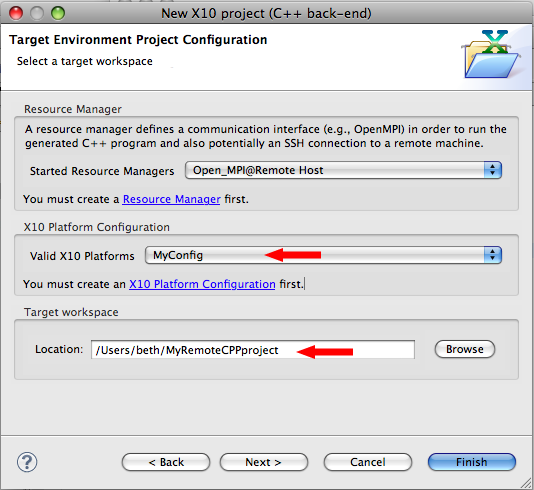 New X10 project (C++ back-end)
Target Environment Project Configuration
Select a target workspace
X
Resource Manager
A resource manager defines a communication interface (e.g., OpenMPI) in order to run the
generated C++ program and also potentially an SSH connection to a remote machine.
Started Resource Managers Open_MPI@Remote Host
You must create a Resource Manager first.
X10 Platform Configuration
Valid X10 Platforms MyConfig
You must create an X10 Platform Configuration first.
Target workspace
Location: /Users/beth/MyRemoteCPPproject Browse
? < Back Next > Cancel Finish